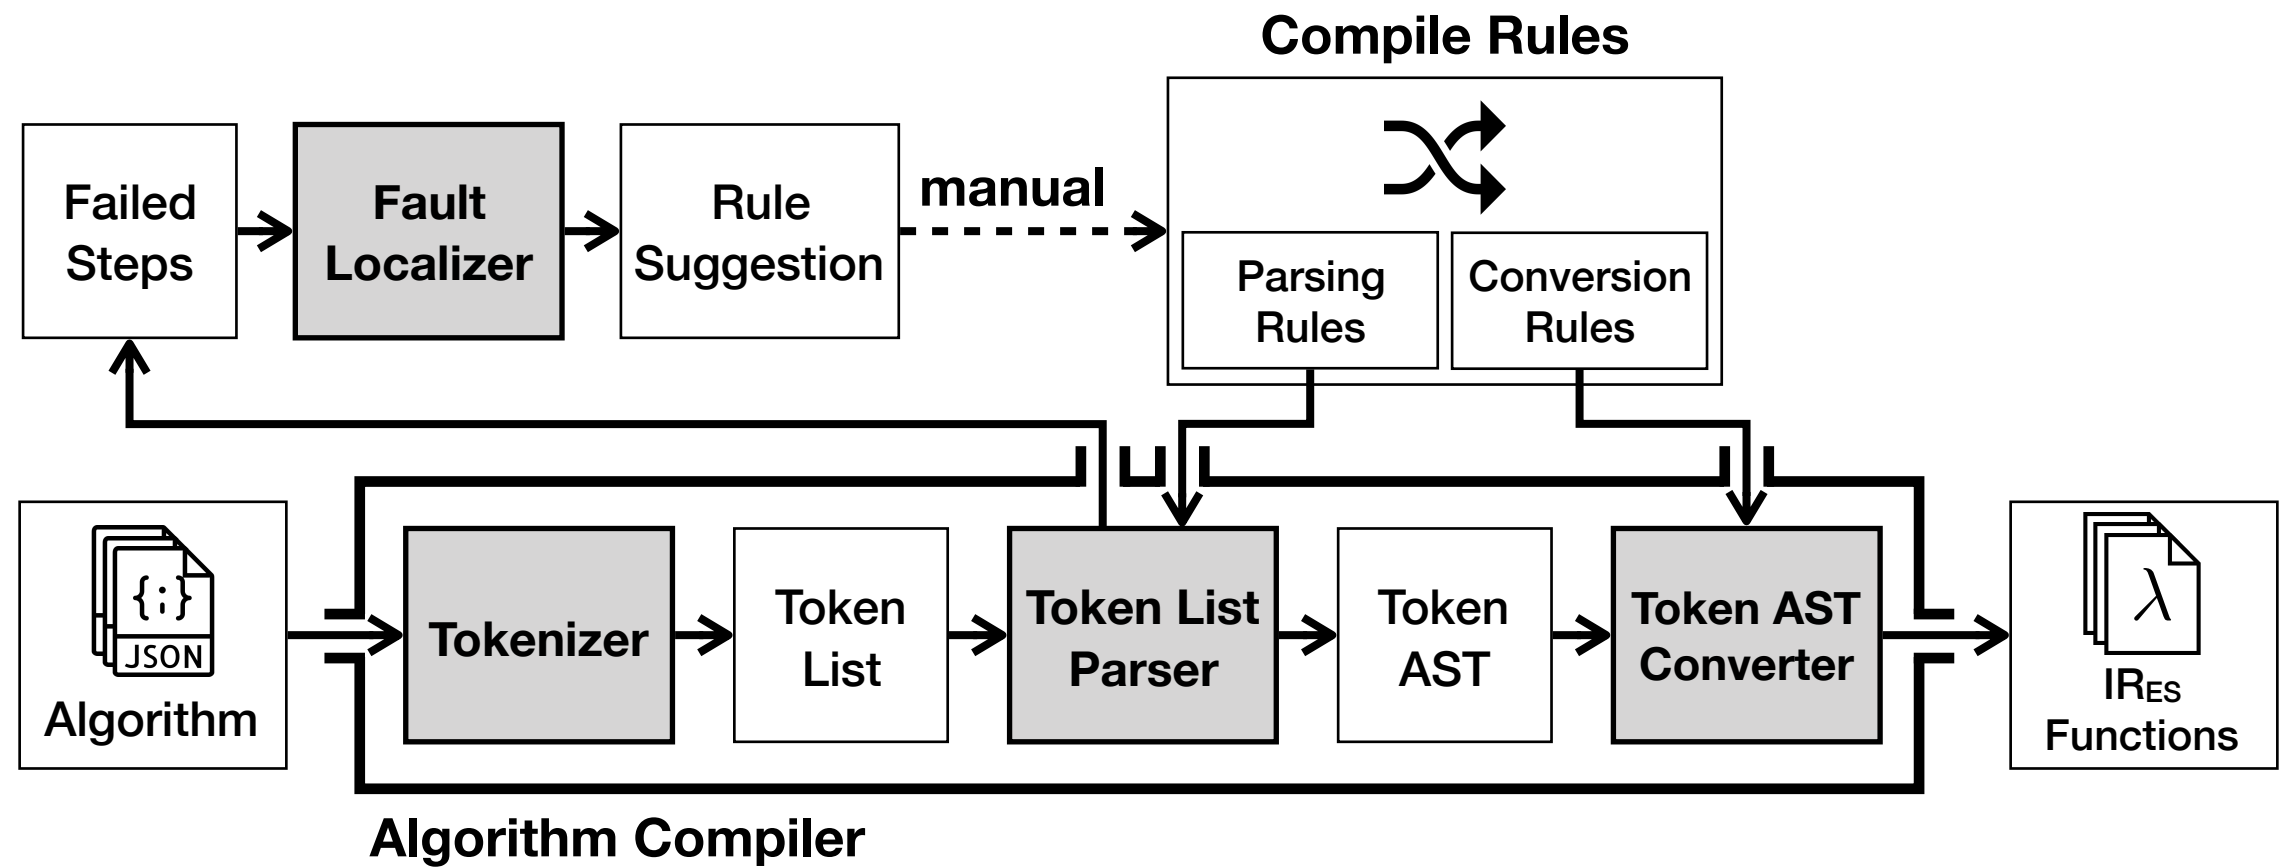 Compile Rules
Failed
Steps
Fault
Localizer
Rule
Suggestion
manual
Parsing
Rules
Conversion
Rules
{;}
JSON
Algorithm
Tokenizer
Token
List
Token List
Parser
Token
AST
Token AST
Converter
λ
IRES
Functions
Algorithm Compiler